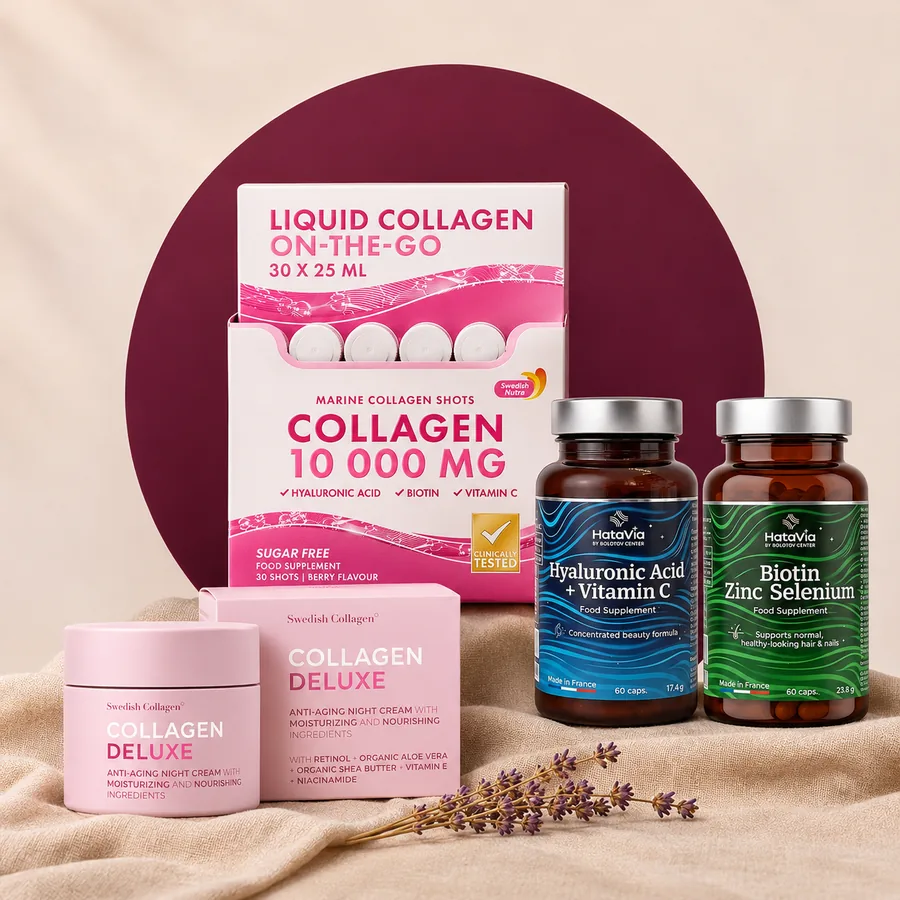 LIQUID COLLAGEN
ON-THE-GO
30 X 25 ML
Swedish
Nutra
MARINE COLLAGEN SHOTS
COLLAGEN
10 000 MG
✓ HYALURONIC ACID ✓ BIOTIN ✓ VITAMIN C
SUGAR FREE
FOOD SUPPLEMENT
30 SHOTS | BERRY FLAVOUR
CLINICALLY
TESTED
HataVia
BY BOLOTOV CENTER
Hyaluronic Acid
+ Vitamin C
Food Supplement
Concentrated beauty formula
Made in France
60 caps.
17.4 g
HataVia
BY BOLOTOV CENTER
Biotin
Zinc Selenium
Food Supplement
Supports normal,
healthy-looking hair & nails
Made in France
60 caps.
23.8 g
Swedish Collagen®
COLLAGEN
DELUXE
ANTI-AGING NIGHT CREAM WITH
MOISTURIZING AND NOURISHING
INGREDIENTS
WITH RETINOL + ORGANIC ALOE VERA
+ ORGANIC SHEA BUTTER + VITAMIN E
+ NIACINAMIDE
Swedish Collagen®
COLLAGEN
DELUXE
ANTI-AGING NIGHT CREAM WITH
MOISTURIZING AND NOURISHING
INGREDIENTS